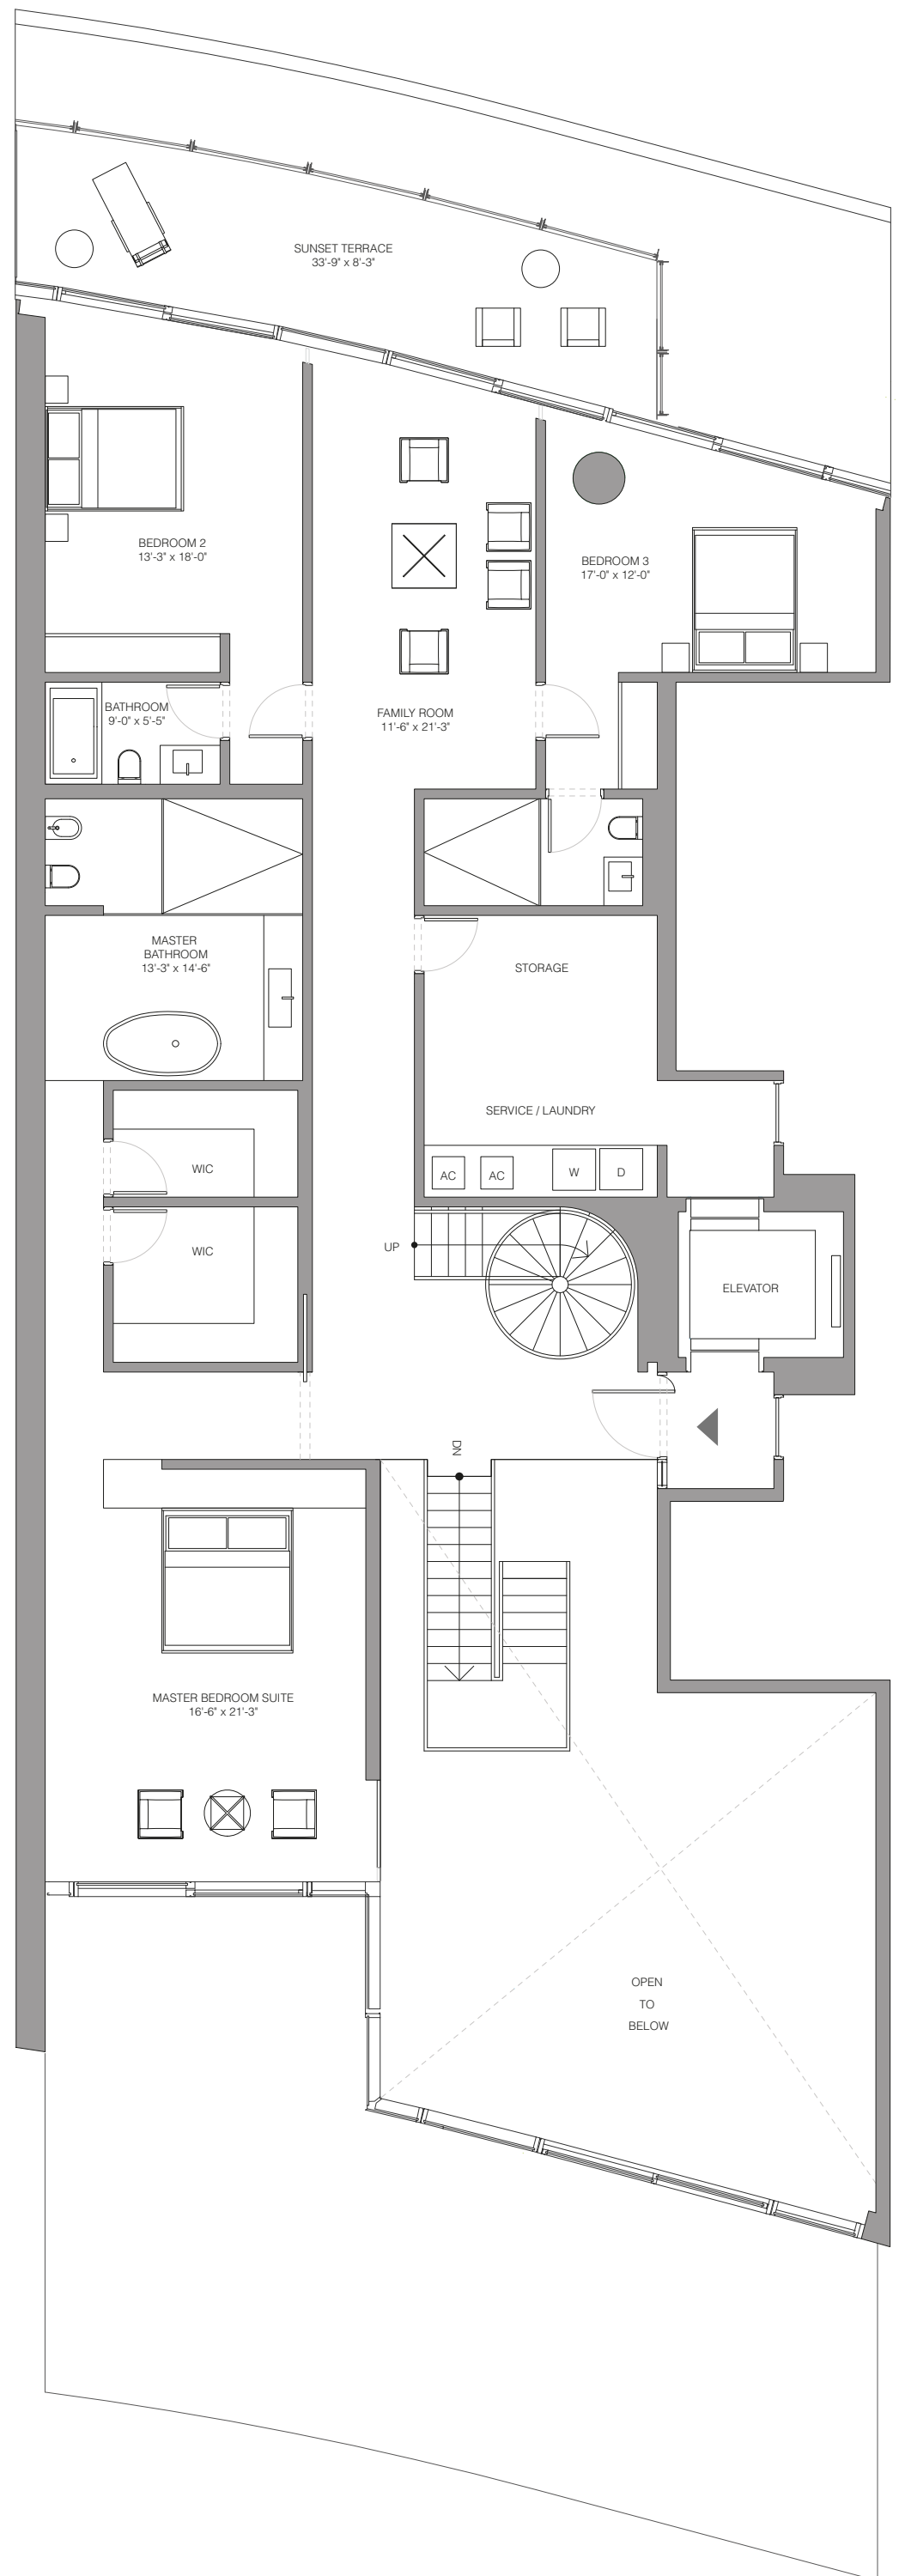 SUNSET TERRACE
33'-9" x 8'-3"
BEDROOM 2
13'-3" x 18'-0"
BEDROOM 3
17'-0" x 12'-0"
BATHROOM
9'-0" x 5'-5"
FAMILY ROOM
11'-6" x 21'-3"
MASTER
BATHROOM
13'-3" x 14'-6"
STORAGE
SERVICE / LAUNDRY
WIC
AC
AC
W
D
WIC
UP
ELEVATOR
DN
MASTER BEDROOM SUITE
16'-6" x 21'-3"
OPEN
TO
BELOW